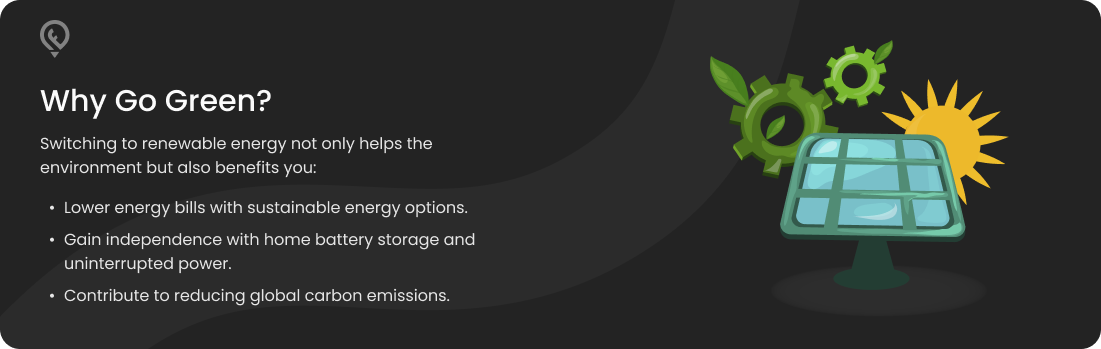 Why Go Green?
Switching to renewable energy not only helps the
environment but also benefits you:
• Lower energy bills with sustainable energy options.
• Gain independence with home battery storage and
uninterrupted power.
• Contribute to reducing global carbon emissions.